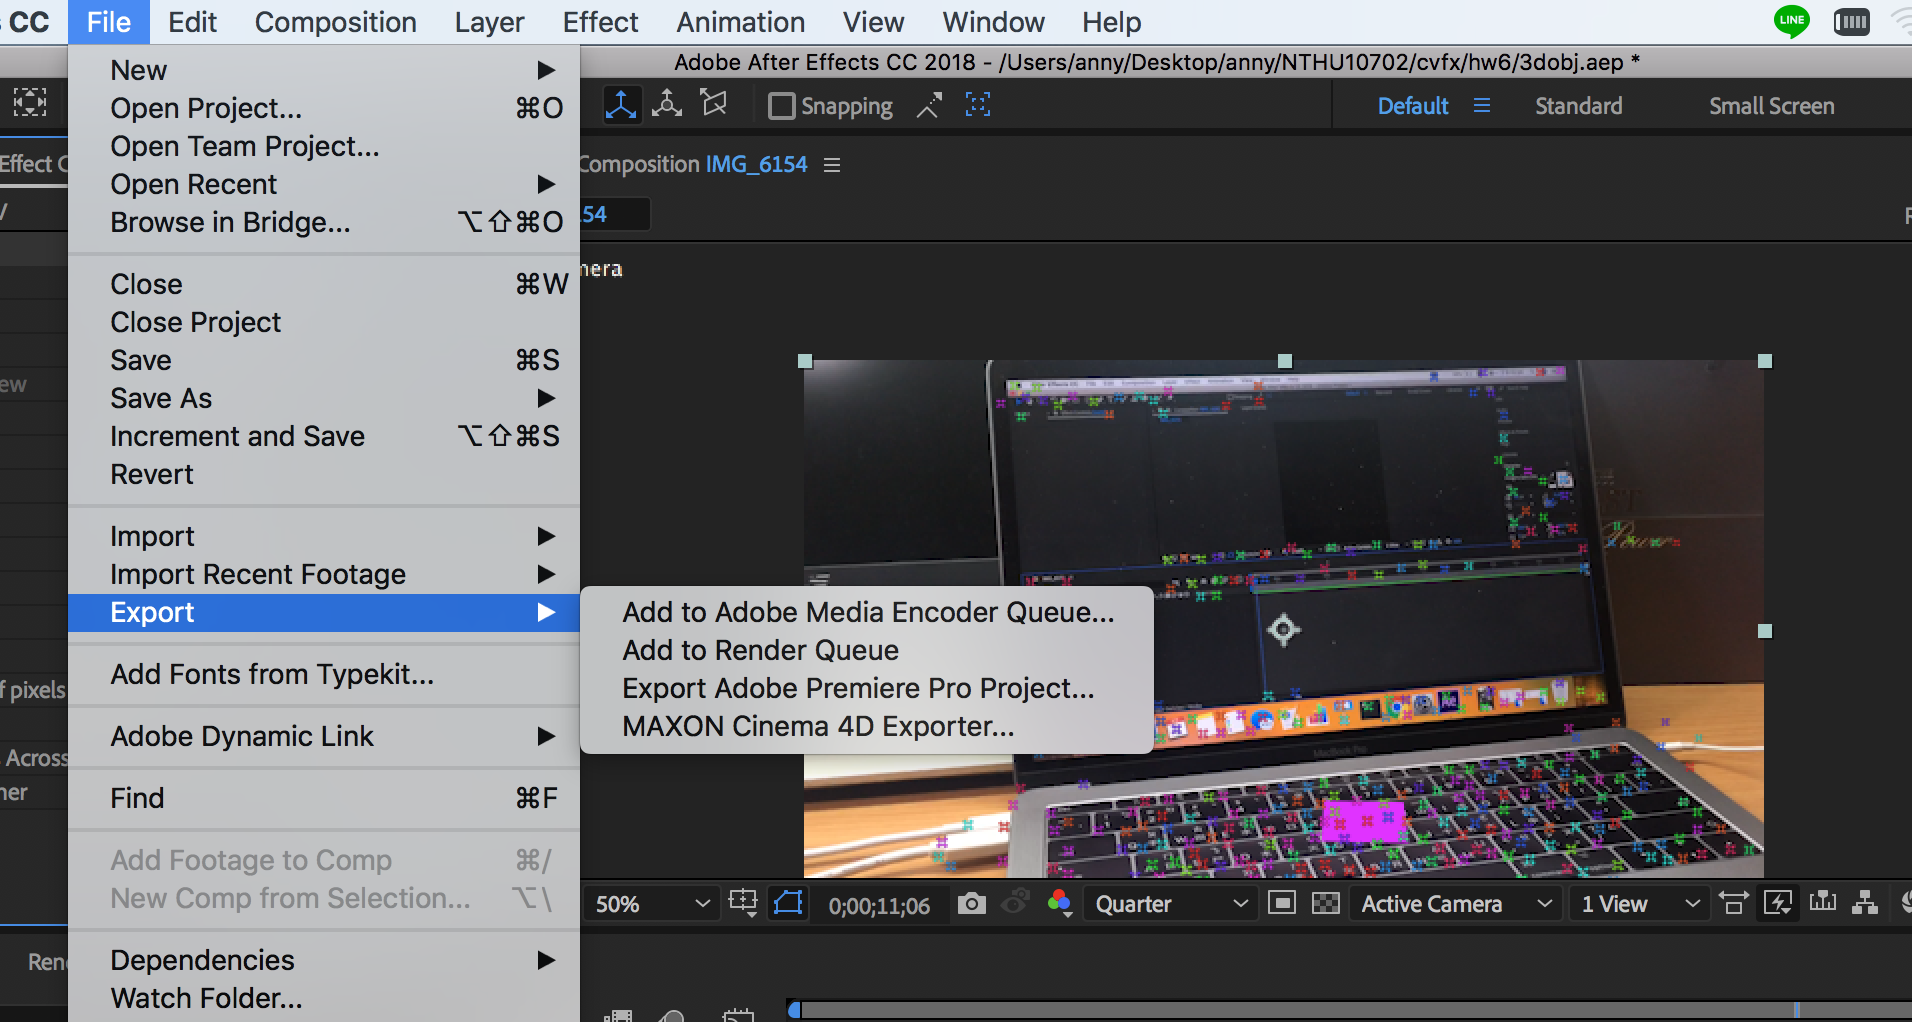 CC File Edit Composition Layer Effect Animation View Window Help LINE
Adobe After Effects CC 2018 - /Users/anny/Desktop/anny/NTHU10702/cvfx/hw6/3dobj.aep *
Snapping Default Standard Small Screen
Effect C
Composition IMG_6154
54
mera
New
Open Project... ⌘O
Open Team Project...
Open Recent
Browse in Bridge... ⌥⇧⌘O
Close ⌘W
Close Project
Save ⌘S
Save As
Increment and Save ⌥⇧⌘S
Revert
Import
Import Recent Footage
Export
Add to Adobe Media Encoder Queue...
Add to Render Queue
Export Adobe Premiere Pro Project...
MAXON Cinema 4D Exporter...
Add Fonts from Typekit...
Adobe Dynamic Link
Find ⌘F
Add Footage to Comp ⌘/
New Comp from Selection... ⌥\
Dependencies
Watch Folder...
ew
f pixels
Across
ner
Ren
MacBook Pro
50% 0;00;11;06 Quarter Active Camera 1 View